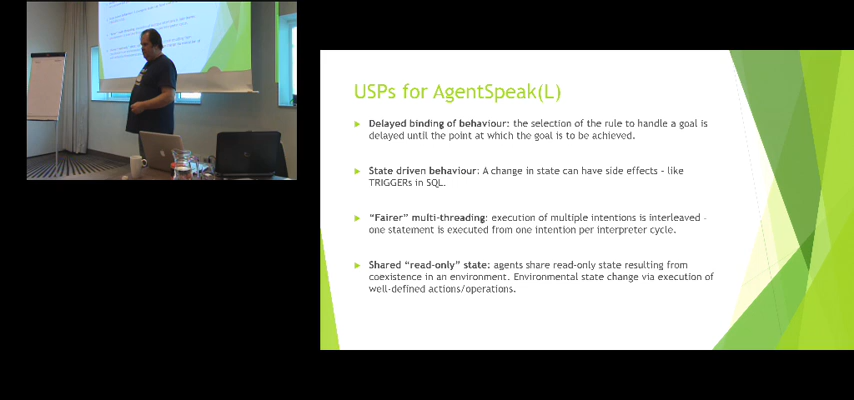 USPs for AgentSpeak(L)
Delayed binding of behaviour: the selection of the rule to handle a goal is
delayed until the point at which the goal is to be achieved.
State driven behaviour: A change in state can have side effects – like
TRIGGERs in SQL.
“Fairer” multi-threading: execution of multiple intentions is interleaved –
one statement is executed from one intention per interpreter cycle.
Shared “read-only” state: agents share read-only state resulting from
coexistence in an environment. Environmental state change via execution of
well-defined actions/operations.